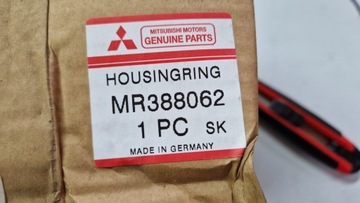 MITSUBISHI MOTORS
GENUINE PARTS
HOUSINGRING
MR388062
1 PC SK
MADE IN GERMANY